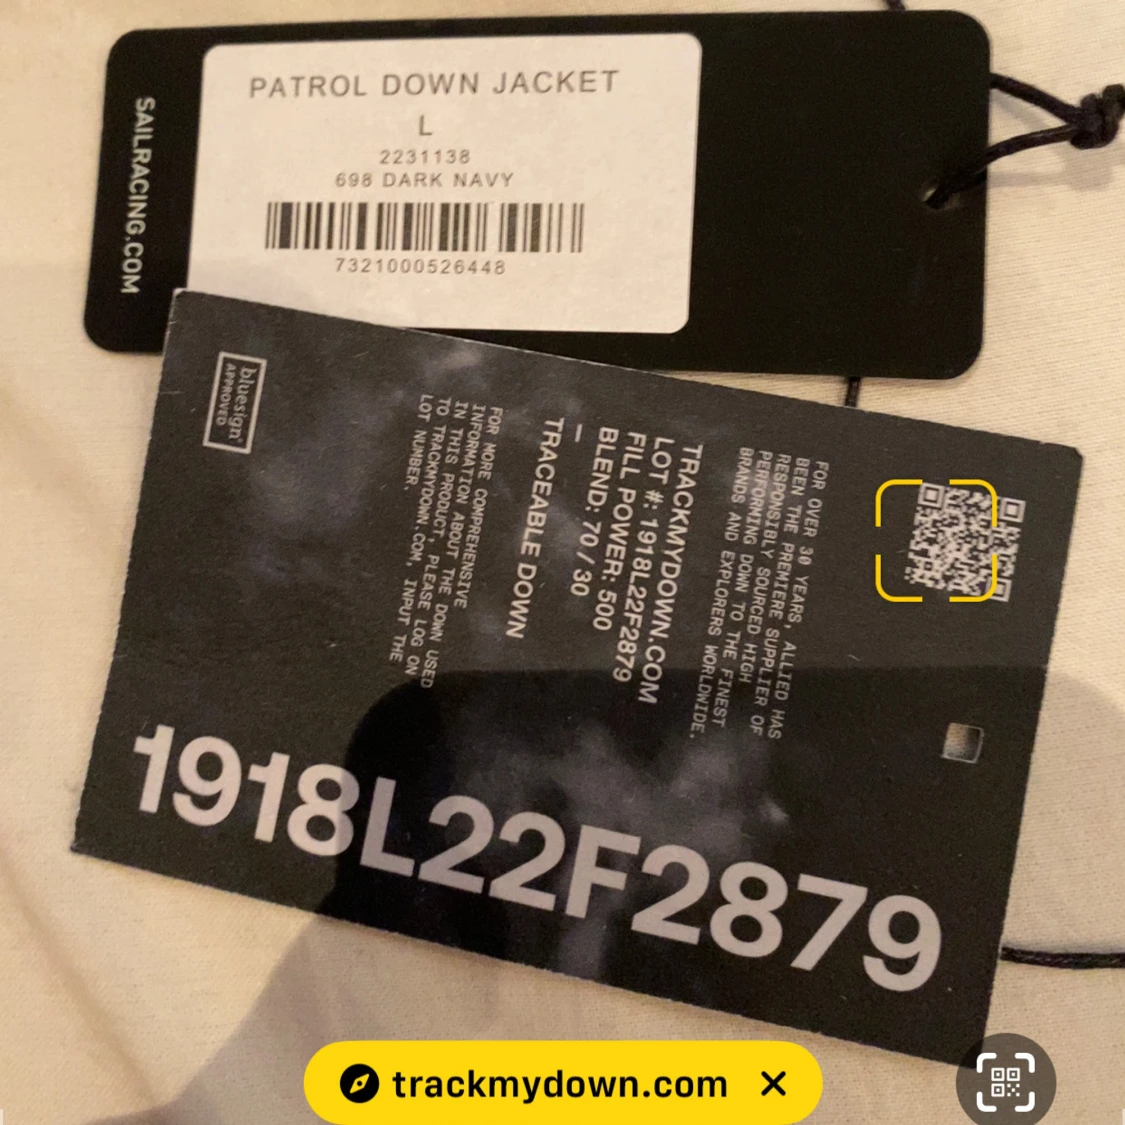 SAILRACING.COM
PATROL DOWN JACKET
L
2231138
698 DARK NAVY
7321000526448
FOR OVER 30 YEARS, ALLIED HAS
BEEN THE PREMIERE SUPPLIER OF
RESPONSIBLY SOURCED HIGH
PERFORMING DOWN TO THE FINEST
BRANDS AND EXPLORERS WORLDWIDE.
TRACKMYDOWN.COM
LOT #: 1918L22F2879
FILL POWER: 500
BLEND: 70 / 30
—
TRACEABLE DOWN
FOR MORE COMPREHENSIVE
INFORMATION ABOUT THE DOWN USED
IN THIS PRODUCT, PLEASE LOG ON
TO TRACKMYDOWN.COM, INPUT THE
LOT NUMBER.
bluesign®
APPROVED
1918L22F2879
trackmydown.com